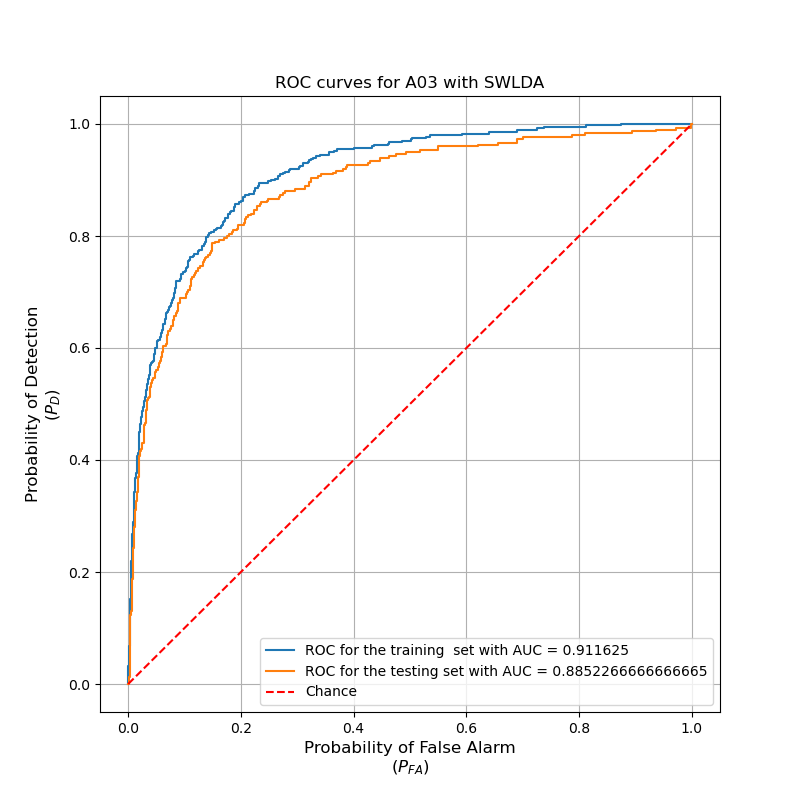 ROC curves for A03 with SWLDA
1.0
0.8
0.6
0.4
0.2
0.0
Probability of Detection
(P_D)
ROC for the training  set with AUC = 0.911625
ROC for the testing set with AUC = 0.8852266666666665
Chance
0.0 0.2 0.4 0.6 0.8 1.0
Probability of False Alarm
(P_{FA})